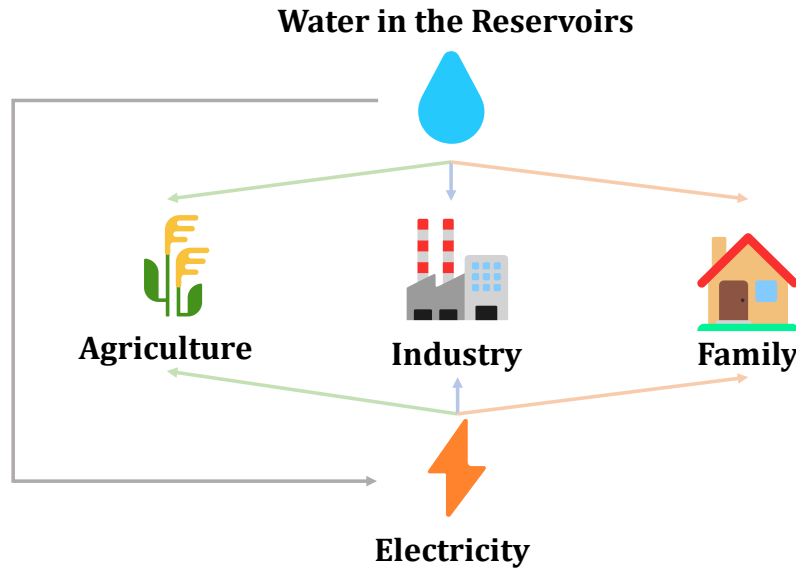 Water in the Reservoirs
Agriculture
Industry
Family
Electricity